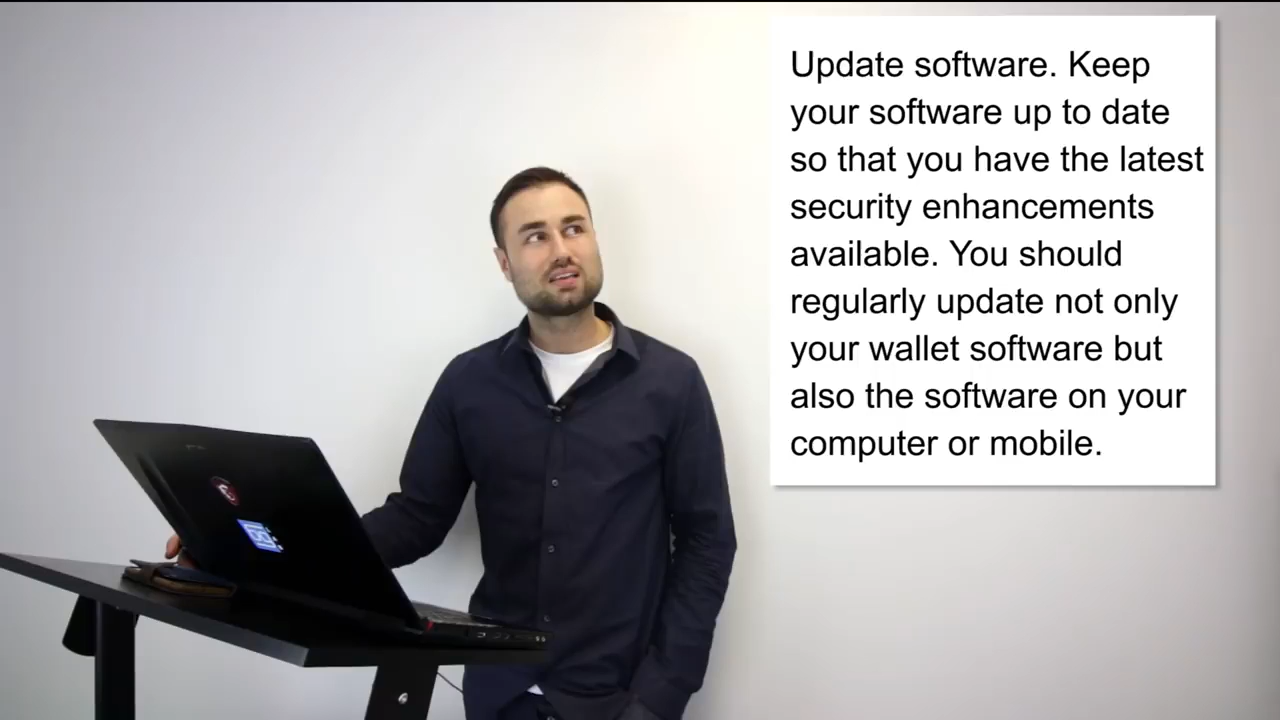 Update software. Keep
your software up to date
so that you have the latest
security enhancements
available. You should
regularly update not only
your wallet software but
also the software on your
computer or mobile.